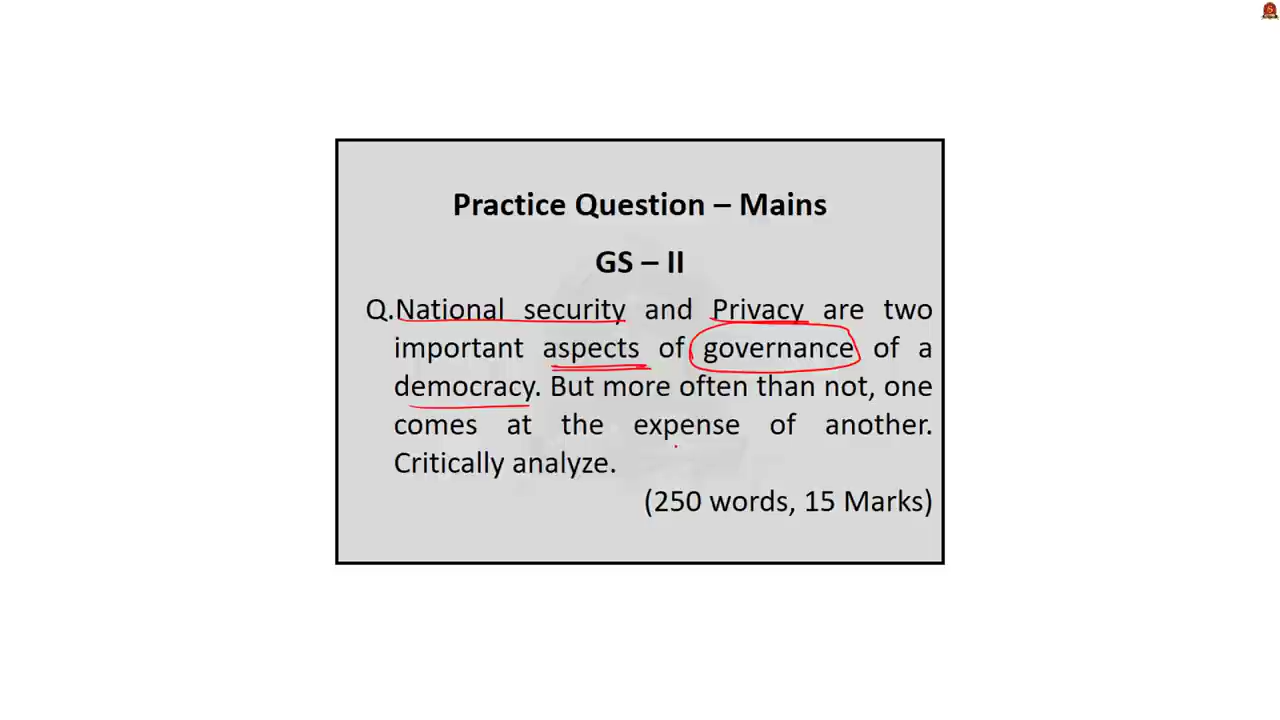 Practice Question – Mains
GS – II
Q.National security and Privacy are two
important aspects of governance of a
democracy. But more often than not, one
comes at the expense of another.
Critically analyze.
(250 words, 15 Marks)